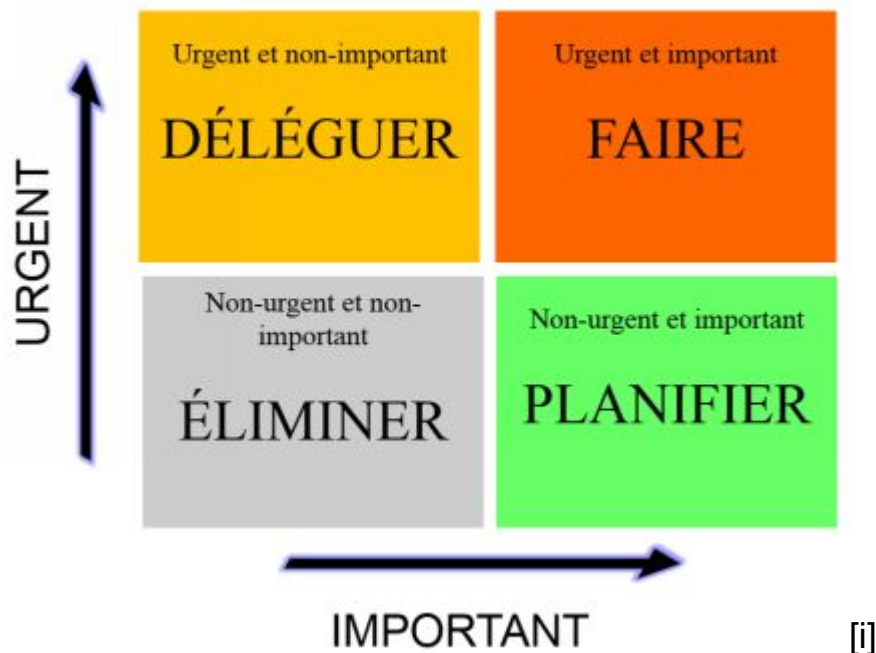 Urgent et non-important
DÉLÉGUER
Urgent et important
FAIRE
URGENT
Non-urgent et non-
important
ÉLIMINER
Non-urgent et important
PLANIFIER
IMPORTANT
[i]